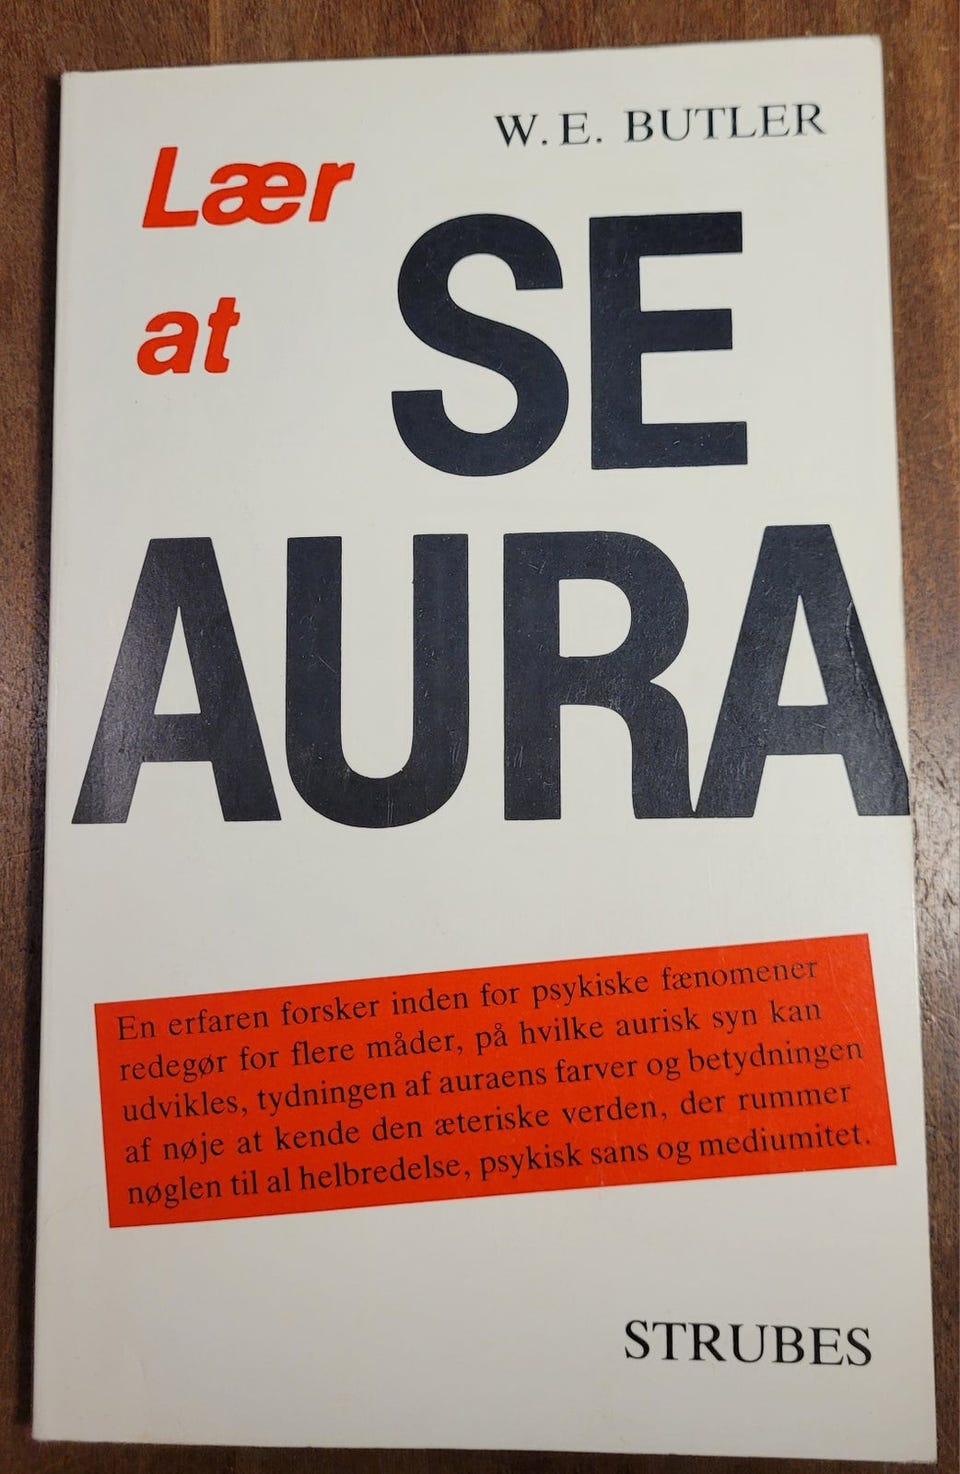 W. E. BUTLER
Lær
at
SE
AURA
En erfaren forsker inden for psykiske fænomener
redegør for flere måder, på hvilke aurisk syn kan
udvikles, tydningen af auraens farver og betydningen
af nøje at kende den æteriske verden, der rummer
nøglen til al helbredelse, psykisk sans og mediumitet.
STRUBES